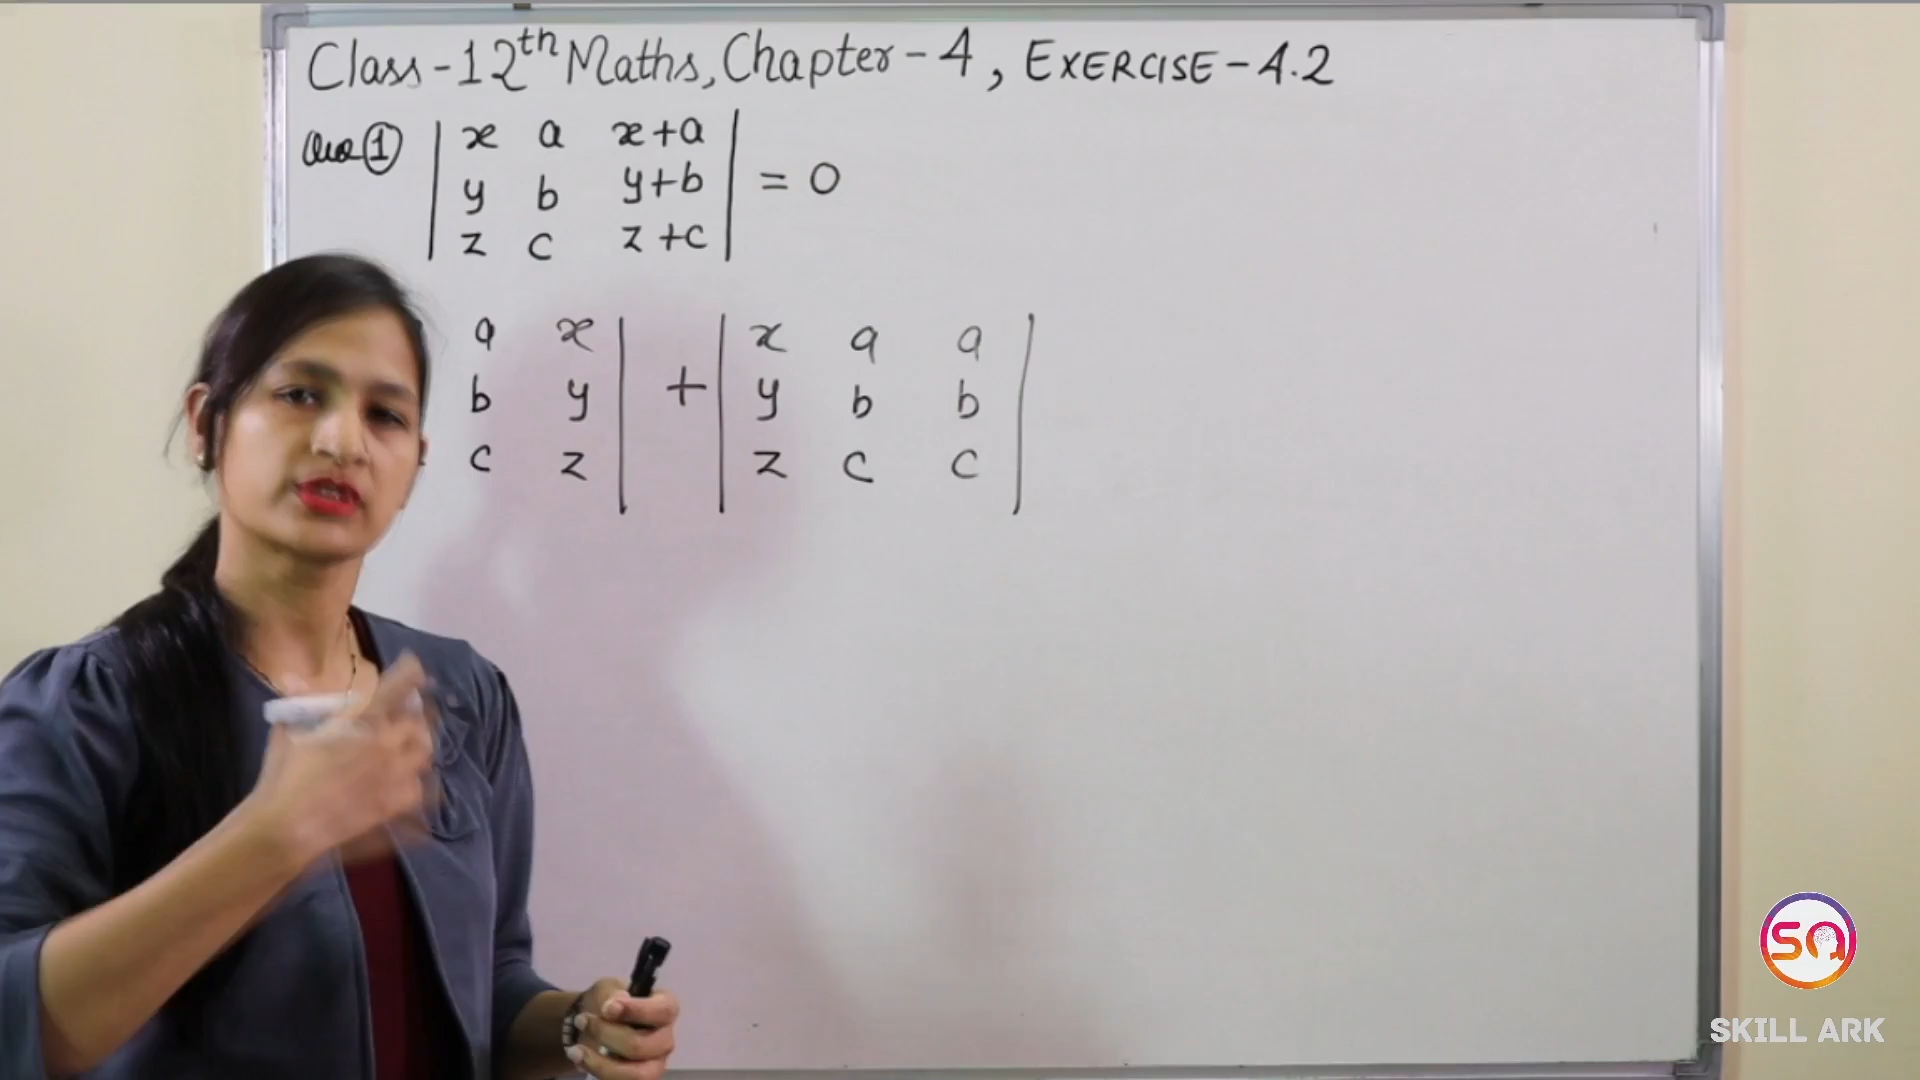 Class-12th Maths, Chapter-4, EXERCISE-4.2
Que ① | x a x+a |
| y b y+b | = 0
| z c z+c |
a x | + | x a a |
b y | | y b b |
c z | | z c c |
SA
SKILL ARK